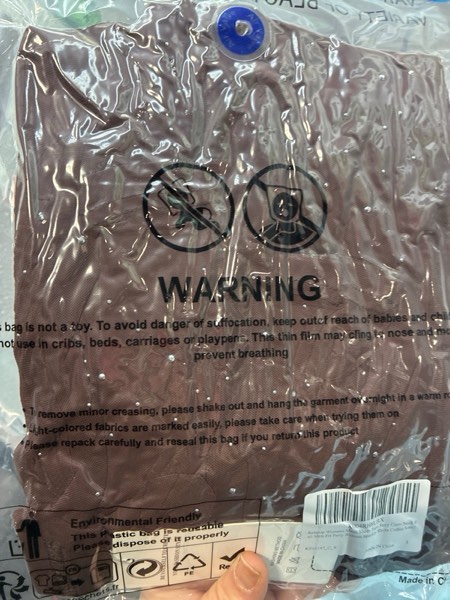 VARIETY OF
WARNING
bag is not a toy. To avoid danger of suffocation, keep outof reach of babies and
not use in cribs, beds, carriages or playpens. This thin film may cling to nose and
prevent breathing
remove minor creasing, please shake out and hang the garment overnight in a warm
ght-colored fabrics are marked easily, please take care when trying them on
Please repack carefully and reseal this bag if you return this product
Environmental Friendly
This plastic bag is reusable
Please dispose of it properly
PE
Re
Made in C